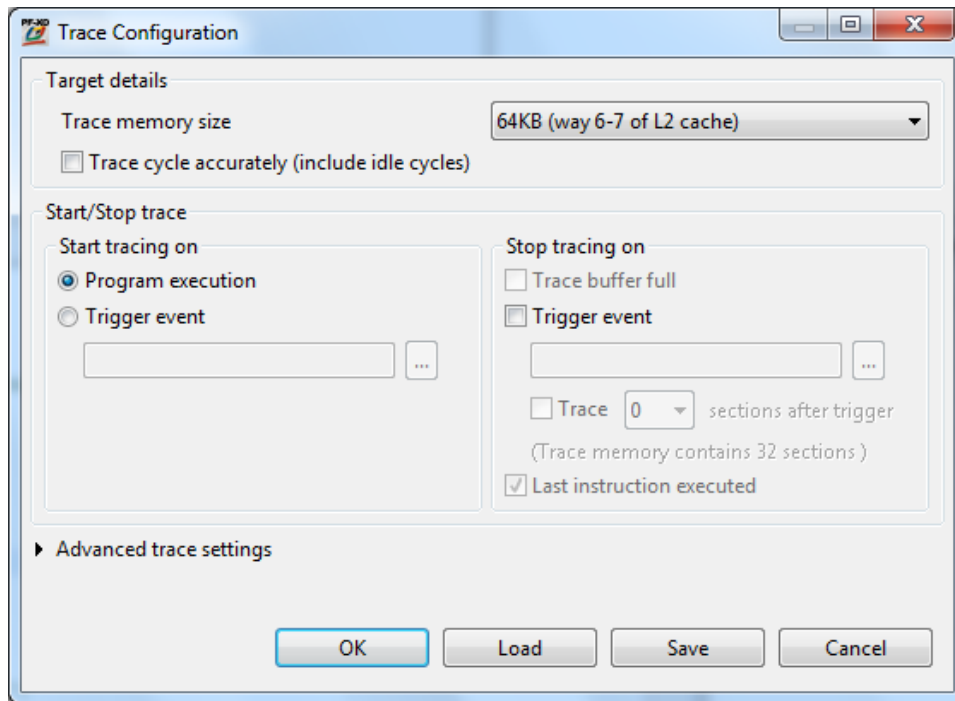 PF-XD
Trace Configuration
Target details
Trace memory size
64KB (way 6-7 of L2 cache)
Trace cycle accurately (include idle cycles)
Start/Stop trace
Start tracing on
Program execution
Trigger event
...
Stop tracing on
Trace buffer full
Trigger event
...
Trace 0 sections after trigger
(Trace memory contains 32 sections )
Last instruction executed
Advanced trace settings
OK Load Save Cancel